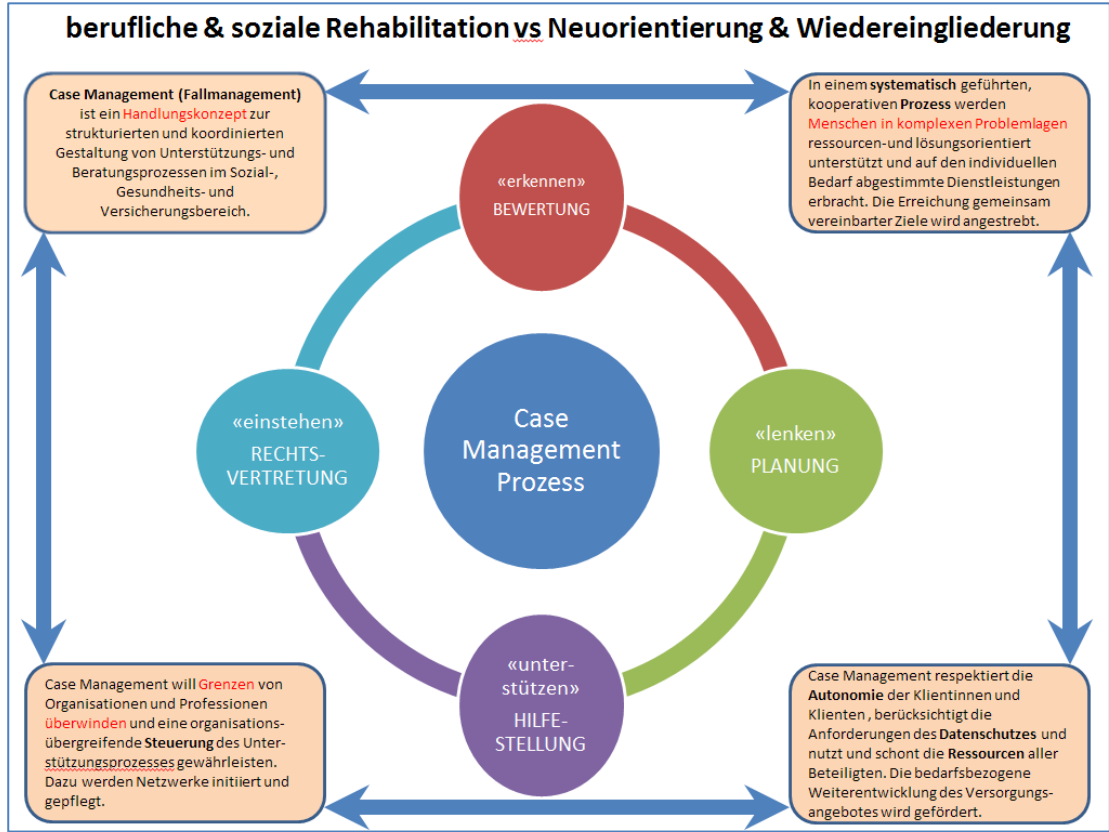 berufliche & soziale Rehabilitation vs Neuorientierung & Wiedereingliederung
Case Management (Fallmanagement)
ist ein Handlungskonzept zur
strukturierten und koordinierten
Gestaltung von Unterstützungs- und
Beratungsprozessen im Sozial-,
Gesundheits- und
Versicherungsbereich.
In einem systematisch geführten,
kooperativen Prozess werden
Menschen in komplexen Problemlagen
ressourcen-und lösungsorientiert
unterstützt und auf den individuellen
Bedarf abgestimmte Dienstleistungen
erbracht. Die Erreichung gemeinsam
vereinbarter Ziele wird angestrebt.
«erkennen»
BEWERTUNG
«einstehen»
RECHTS-
VERTRETUNG
Case
Management
Prozess
«lenken»
PLANUNG
«unter-
stützen»
HILFE-
STELLUNG
Case Management will Grenzen von
Organisationen und Professionen
überwinden und eine organisations-
übergreifende Steuerung des Unter-
stützungsprozesses gewährleisten.
Dazu werden Netzwerke initiiert und
gepflegt.
Case Management respektiert die
Autonomie der Klientinnen und
Klienten , berücksichtigt die
Anforderungen des Datenschutzes und
nutzt und schont die Ressourcen aller
Beteiligten. Die bedarfsbezogene
Weiterentwicklung des Versorgungs-
angebotes wird gefördert.